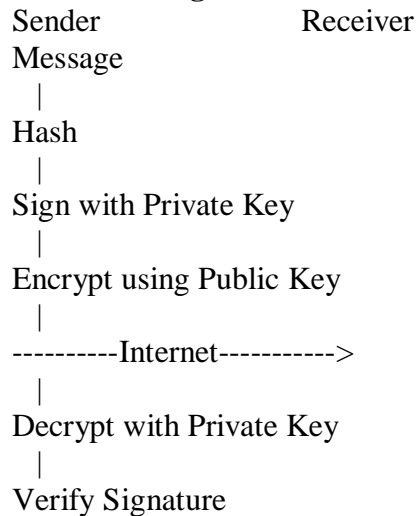 Sender Receiver
Message
|
Hash
|
Sign with Private Key
|
Encrypt using Public Key
|
----------Internet----------->
|
Decrypt with Private Key
|
Verify Signature